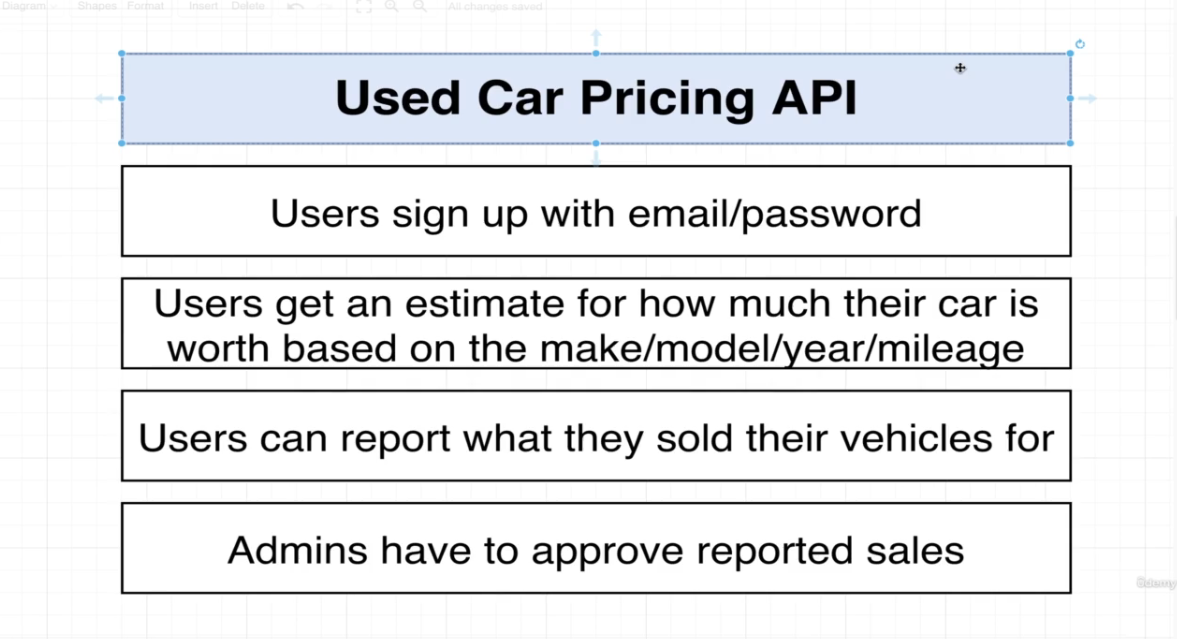 Diagram Shapes Format Insert Delete All changes saved
Used Car Pricing API
Users sign up with email/password
Users get an estimate for how much their car is
worth based on the make/model/year/mileage
Users can report what they sold their vehicles for
Admins have to approve reported sales
ûdemy